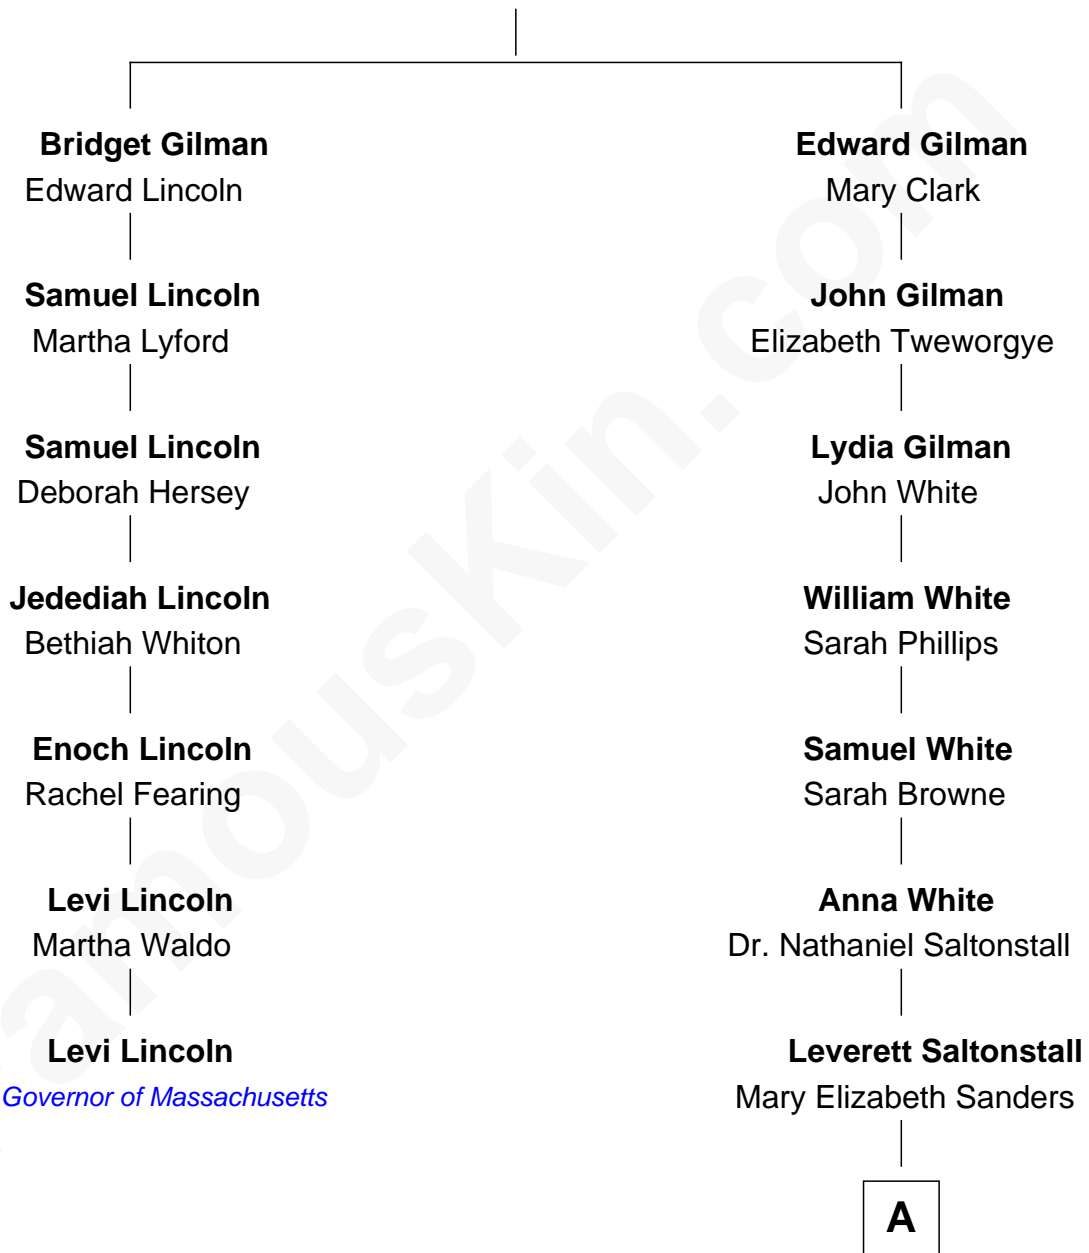 Bridget Gilman
Edward Lincoln
Samuel Lincoln
Martha Lyford
Samuel Lincoln
Deborah Hersey
Jedediah Lincoln
Bethiah Whiton
Enoch Lincoln
Rachel Fearing
Levi Lincoln
Martha Waldo
Levi Lincoln
Governor of Massachusetts
Edward Gilman
Mary Clark
John Gilman
Elizabeth Tweworgye
Lydia Gilman
John White
William White
Sarah Phillips
Samuel White
Sarah Browne
Anna White
Dr. Nathaniel Saltonstall
Leverett Saltonstall
Mary Elizabeth Sanders
A
amousKin.com